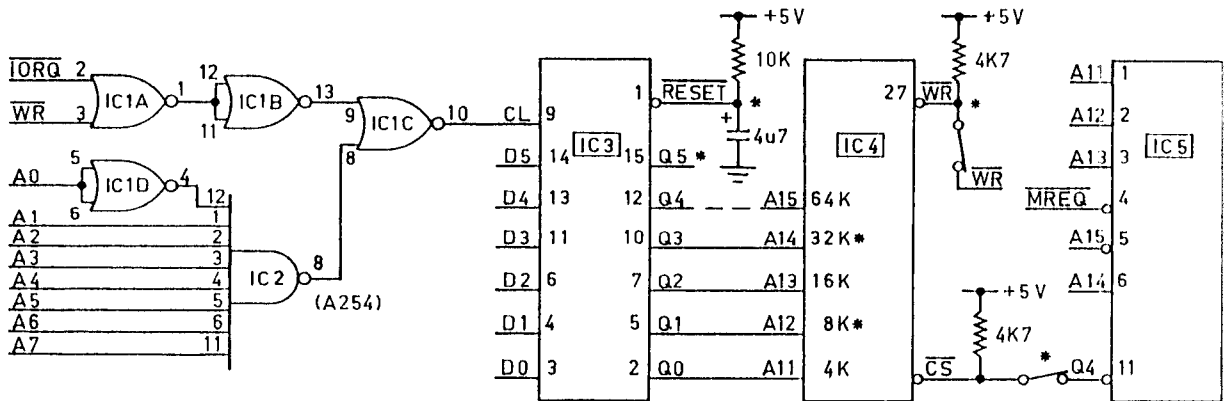 +5V
+5V
IORQ 2
10K
4K7
WR 3
IC1A
1
12
11
IC1B
13
9
8
IC1C
10
CL 9
1 RESET *
+ 4u7
27 WR *
WR
IC3
IC4
IC5
A11 1
A12 2
A13 3
MREQ 4
A15 5
A14 6
A0
5
6
IC1D
4
12
A1 1
A2 2
A3 3
A4 4
A5 5
A6 6
A7 11
IC2
8
(A254)
D5 14
15 Q5 *
D4 13
12 Q4
A15 64K
D3 11
10 Q3
A14 32K*
D2 6
7 Q2
A13 16K
D1 4
5 Q1
A12 8K*
D0 3
2 Q0
A11 4K
+5V
4K7
CS
*
Q4 11